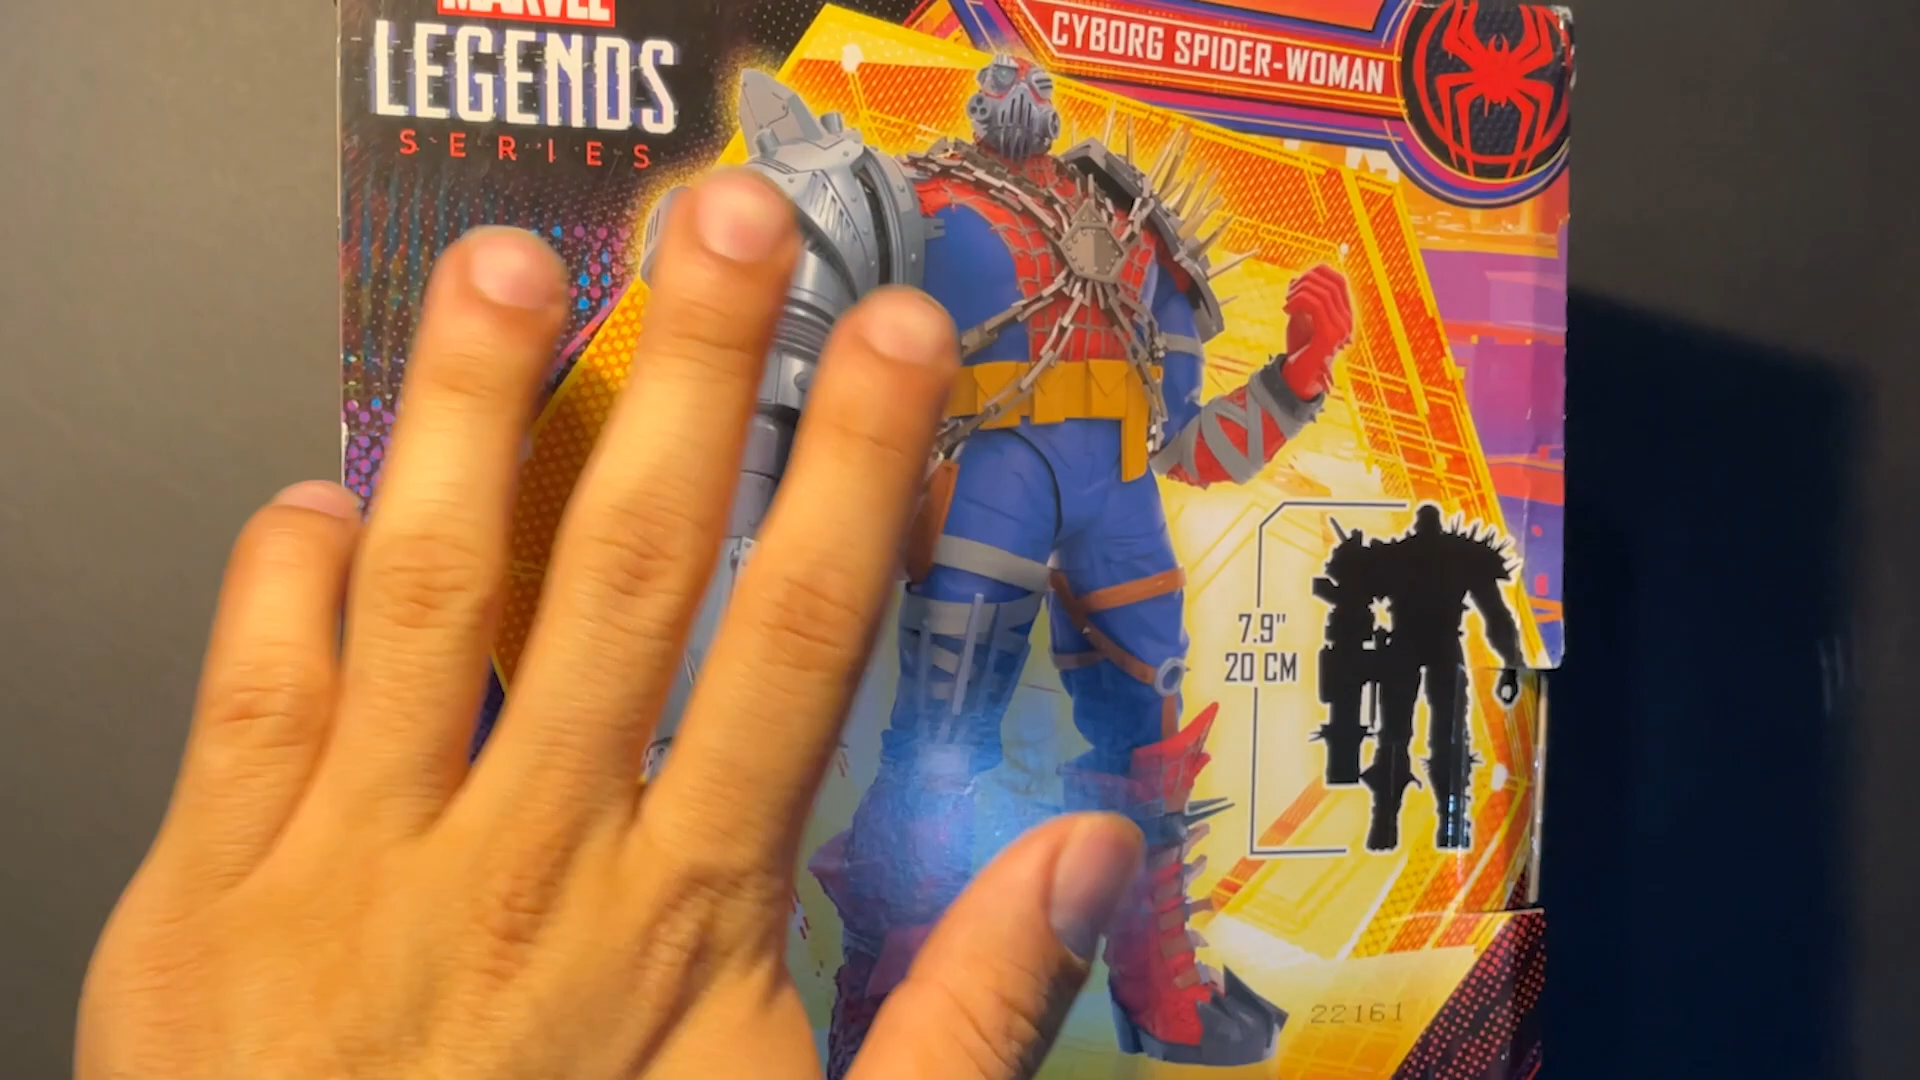 MARVEL
LEGENDS
SERIES
CYBORG SPIDER-WOMAN
7.9"
20 CM
22161